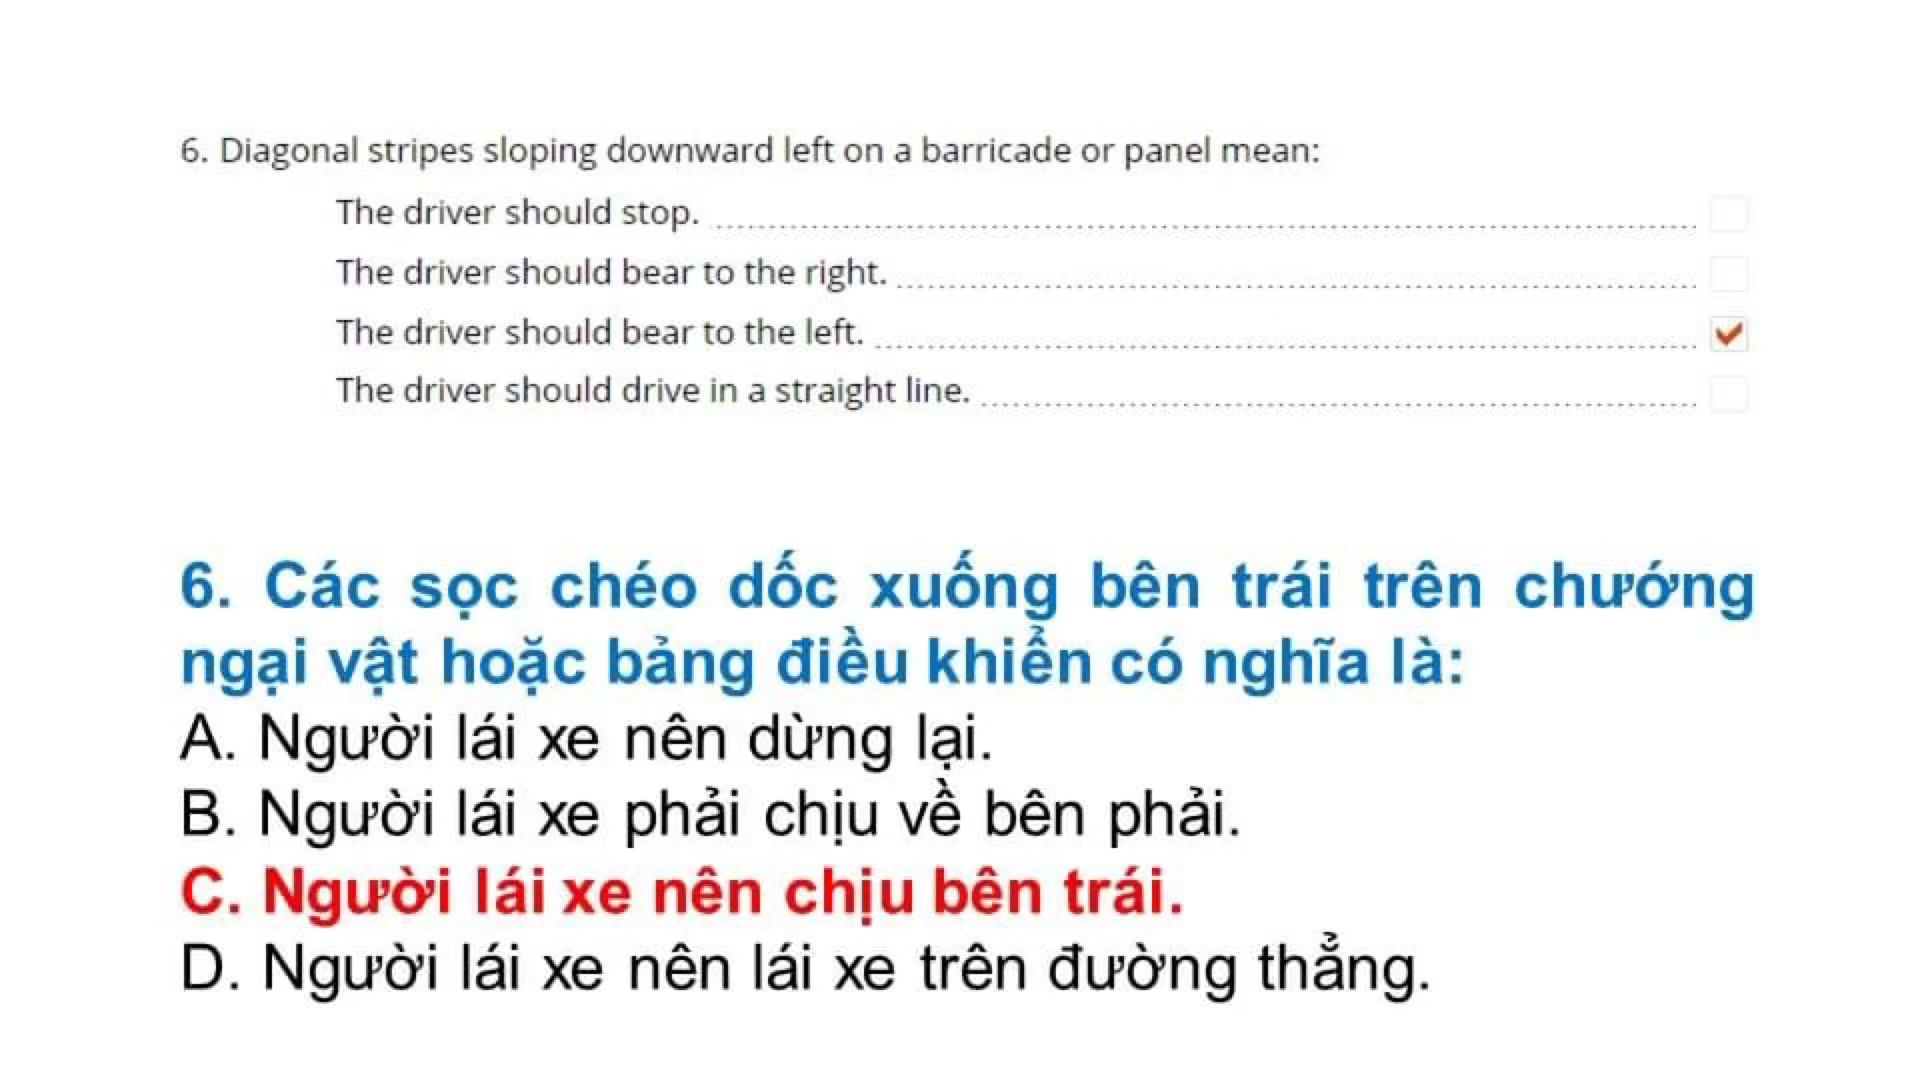 6. Diagonal stripes sloping downward left on a barricade or panel mean:
The driver should stop.
The driver should bear to the right.
The driver should bear to the left.
The driver should drive in a straight line.
6. Các sọc chéo dốc xuống bên trái trên chướng
ngại vật hoặc bảng điều khiển có nghĩa là:
A. Người lái xe nên dừng lại.
B. Người lái xe phải chịu về bên phải.
C. Người lái xe nên chịu bên trái.
D. Người lái xe nên lái xe trên đường thẳng.